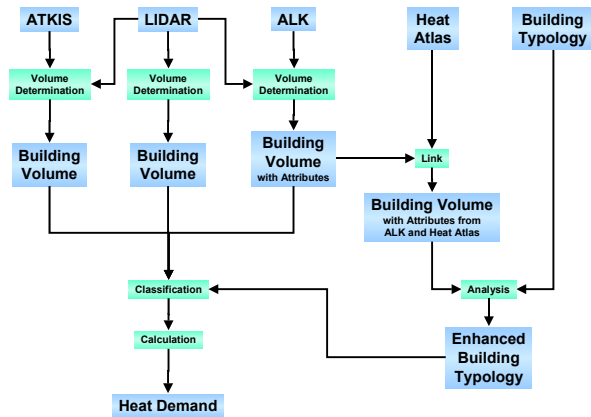 ATKIS
LIDAR
ALK
Heat
Atlas
Building
Typology
Volume
Determination
Volume
Determination
Volume
Determination
Building
Volume
Building
Volume
Building
Volume
with Attributes
Link
Building Volume
with Attributes from
ALK and Heat Atlas
Classification
Analysis
Calculation
Enhanced
Building
Typology
Heat Demand